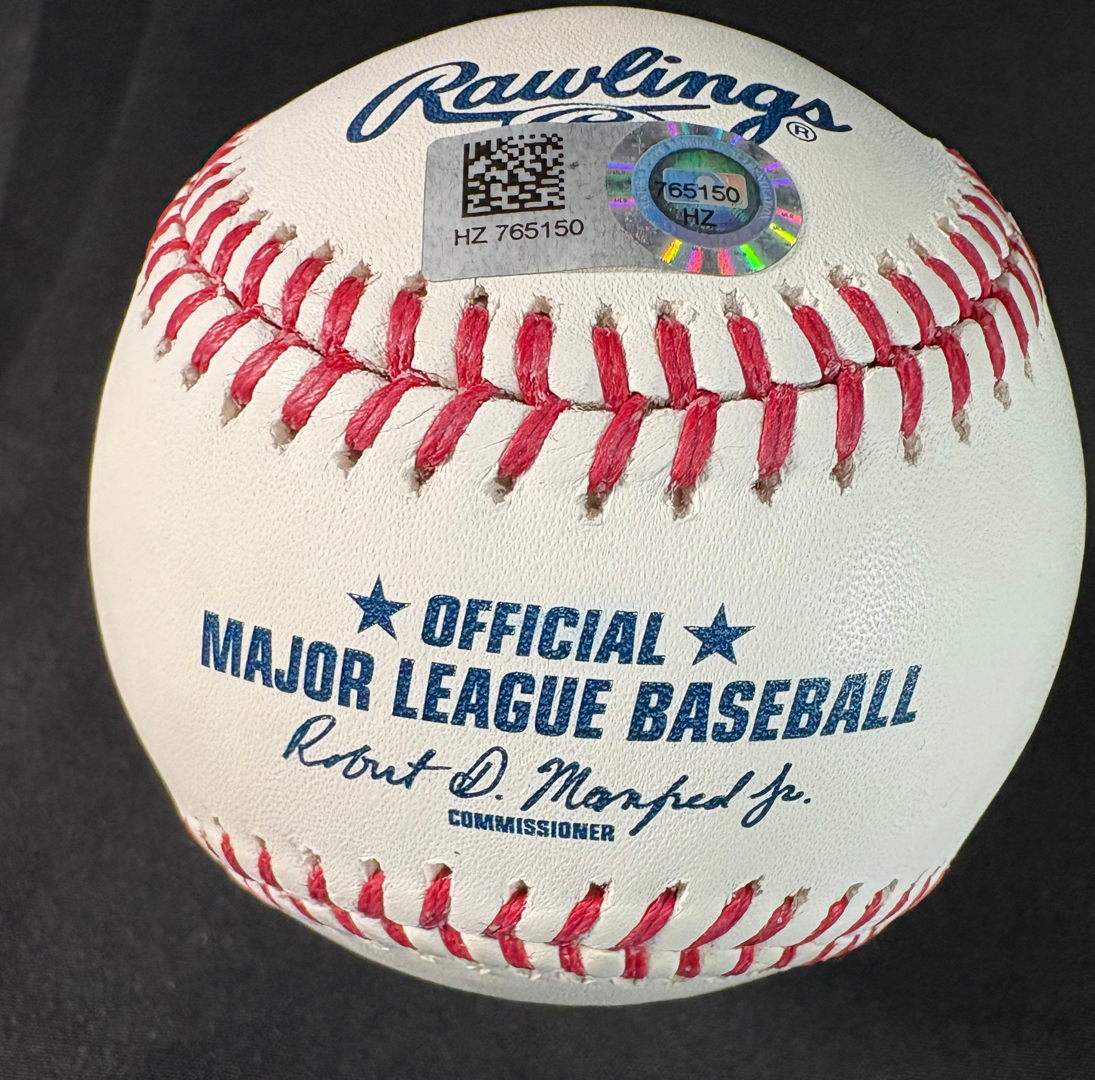 Rawlings®
HZ 765150
765150
HZ
★ OFFICIAL ★
MAJOR LEAGUE BASEBALL
Robert D. Manfred Jr.
COMMISSIONER